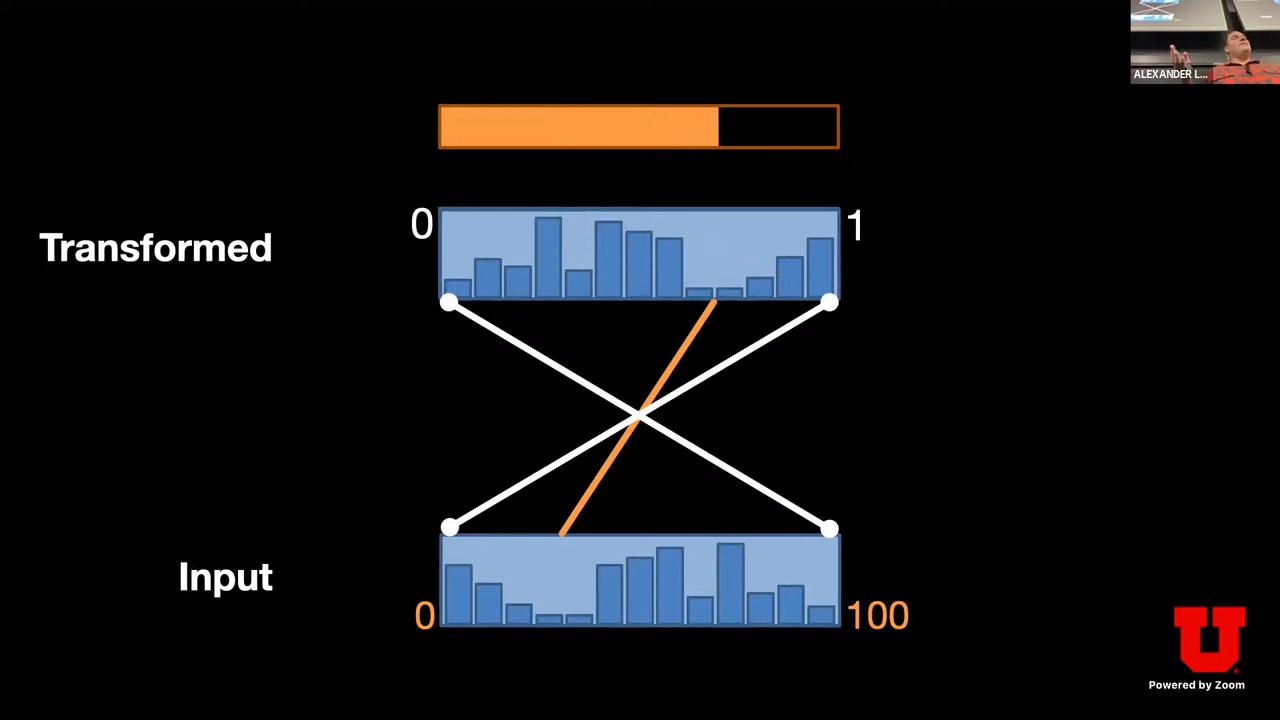 ALEXANDER L...
0
1
Transformed
Input
0
100
U
Powered by Zoom